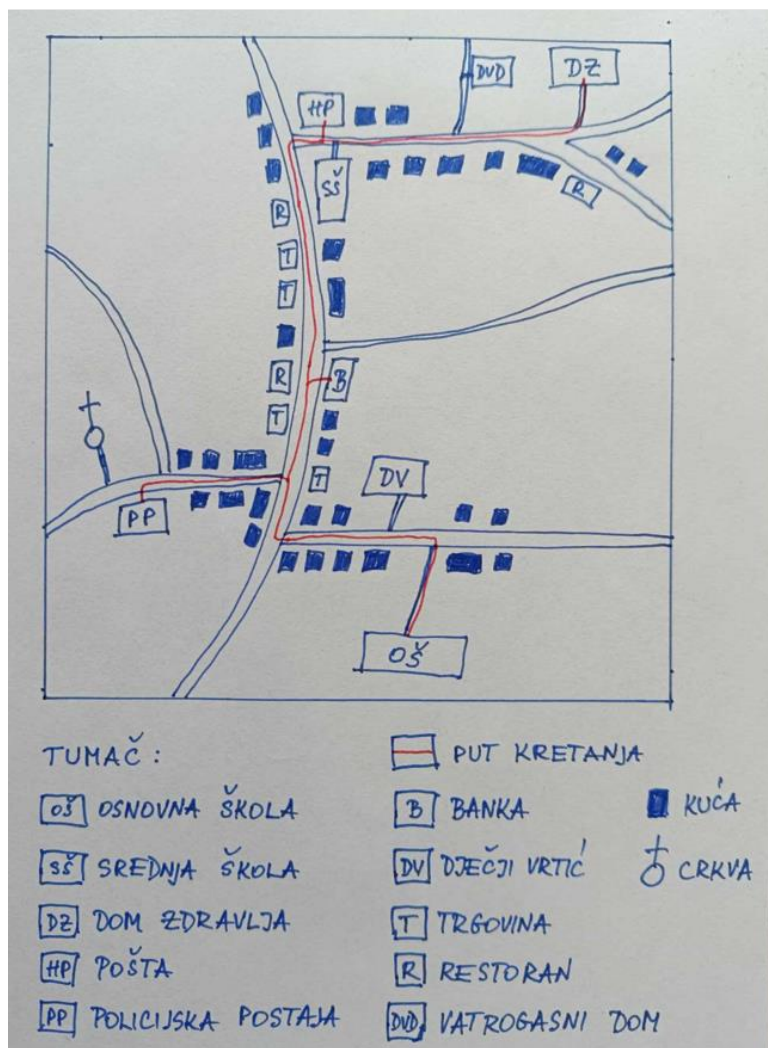 DVD
DZ
HP
SŠ
R
R
T
T
R
B
T
T
DV
PP
OŠ
TUMAČ:
PUT KRETANJA
OŠ OSNOVNA ŠKOLA
B BANKA
KUĆA
SŠ SREDNJA ŠKOLA
DV DJEČJI VRTIĆ
CRKVA
DZ DOM ZDRAVLJA
T TRGOVINA
HP POŠTA
R RESTORAN
PP POLICIJSKA POSTAJA
DVD VATROGASNI DOM